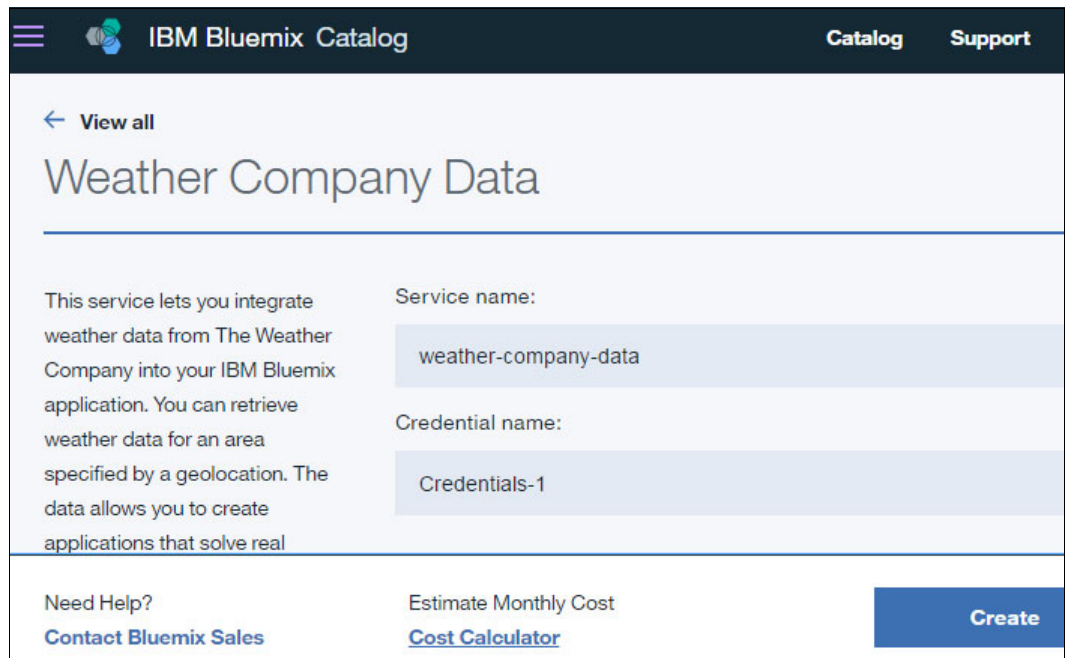 IBM Bluemix Catalog
Catalog
Support
← View all
Weather Company Data
This service lets you integrate
weather data from The Weather
Company into your IBM Bluemix
application. You can retrieve
weather data for an area
specified by a geolocation. The
data allows you to create
applications that solve real
Service name:
weather-company-data
Credential name:
Credentials-1
Need Help?
Contact Bluemix Sales
Estimate Monthly Cost
Cost Calculator
Create